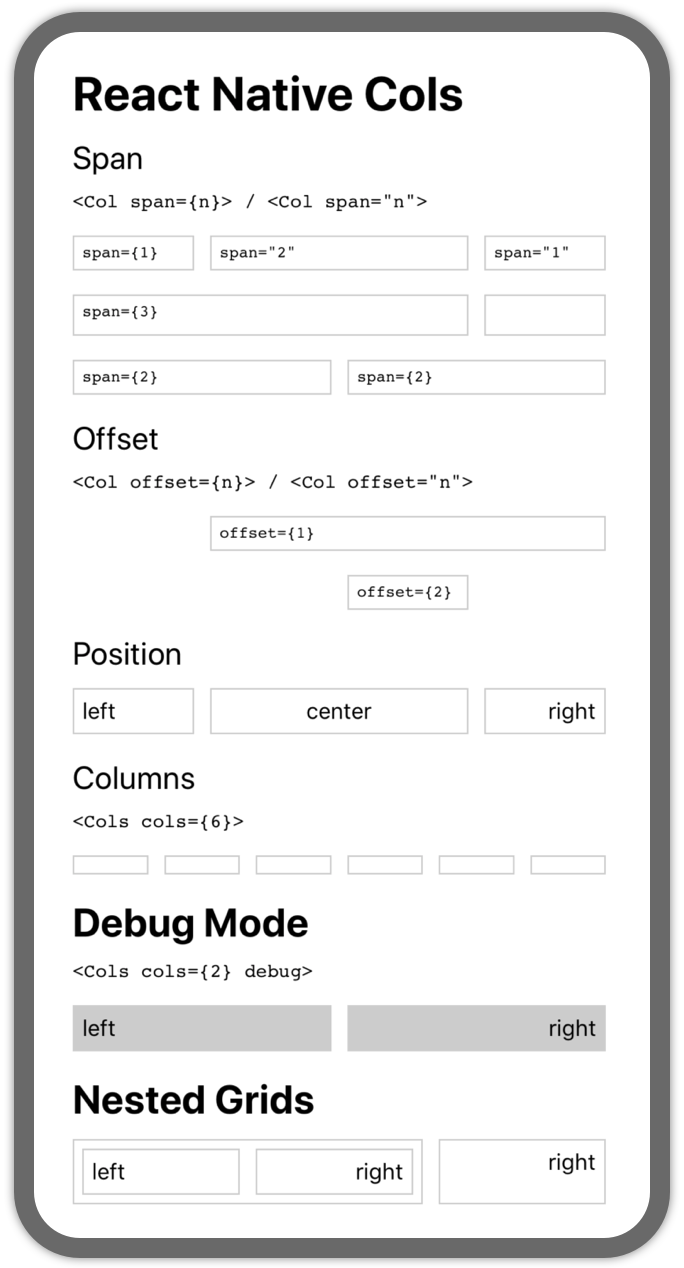 React Native Cols
Span
<Col span={n}> / <Col span="n">
span={1} span="2" span="1"
span={3}
span={2} span={2}
Offset
<Col offset={n}> / <Col offset="n">
offset={1}
offset={2}
Position
left center right
Columns
<Cols cols={6}>
Debug Mode
<Cols cols={2} debug>
left right
Nested Grids
left right right